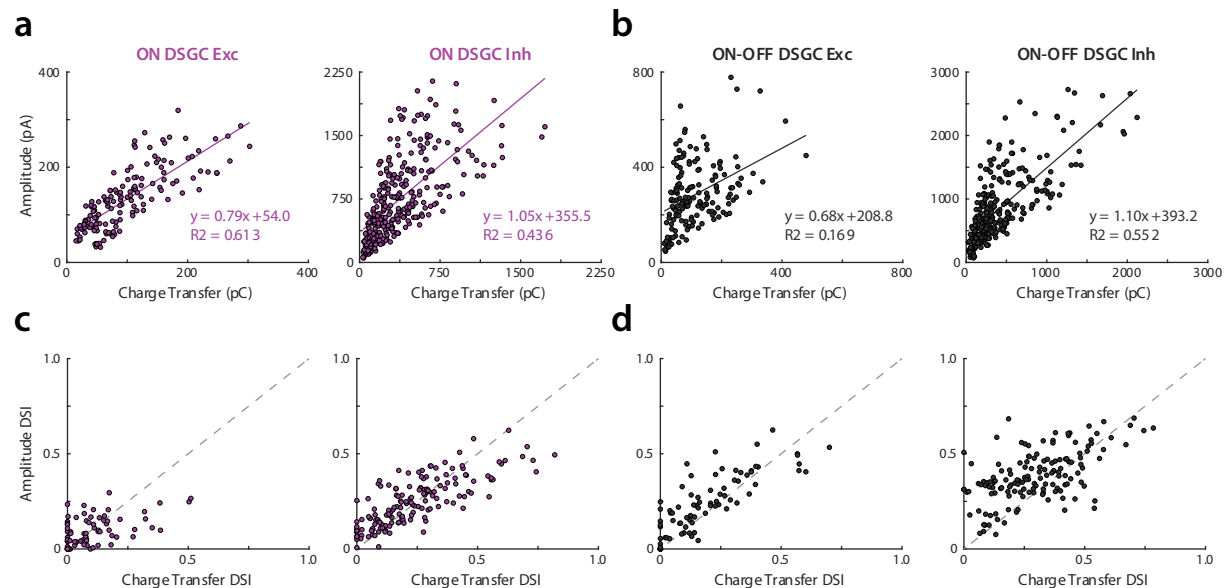 a
b
ON DSGC Exc
ON DSGC Inh
ON-OFF DSGC Exc
ON-OFF DSGC Inh
Amplitude (pA)
400
200
0
y = 0.79x +54.0
R2 = 0.613
0
200
400
Charge Transfer (pC)
2250
1500
750
0
y = 1.05x +355.5
R2 = 0.436
0
750
1500
2250
Charge Transfer (pC)
800
400
0
y = 0.68x +208.8
R2 = 0.169
0
400
800
Charge Transfer (pC)
3000
2000
1000
0
y = 1.10x +393.2
R2 = 0.552
0
1000
2000
3000
Charge Transfer (pC)
c
d
Amplitude DSI
1.0
0.5
0
0
0.5
1.0
Charge Transfer DSI
1.0
0.5
0
0
0.5
1.0
Charge Transfer DSI
1.0
0.5
0
0
0.5
1.0
Charge Transfer DSI
1.0
0.5
0
0
0.5
1.0
Charge Transfer DSI